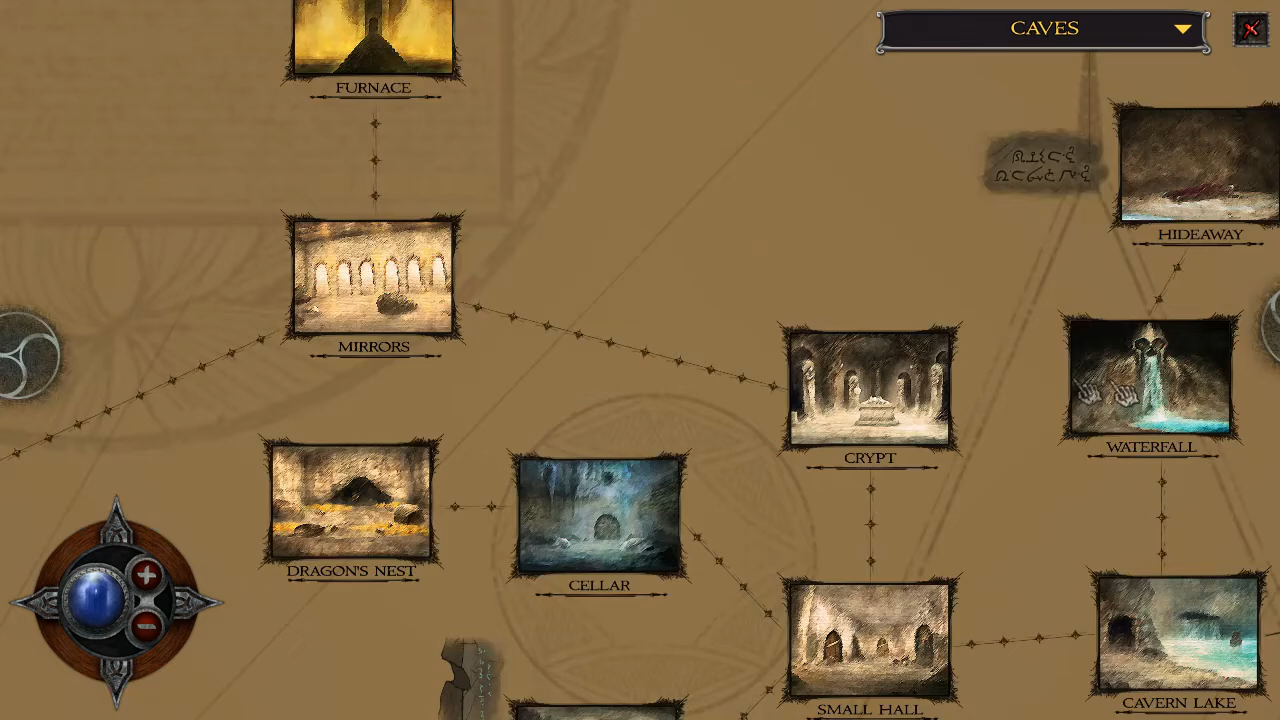 CAVES
FURNACE
HIDEAWAY
MIRRORS
WATERFALL
CRYPT
DRAGON'S NEST
CELLAR
CAVERN LAKE
SMALL HALL